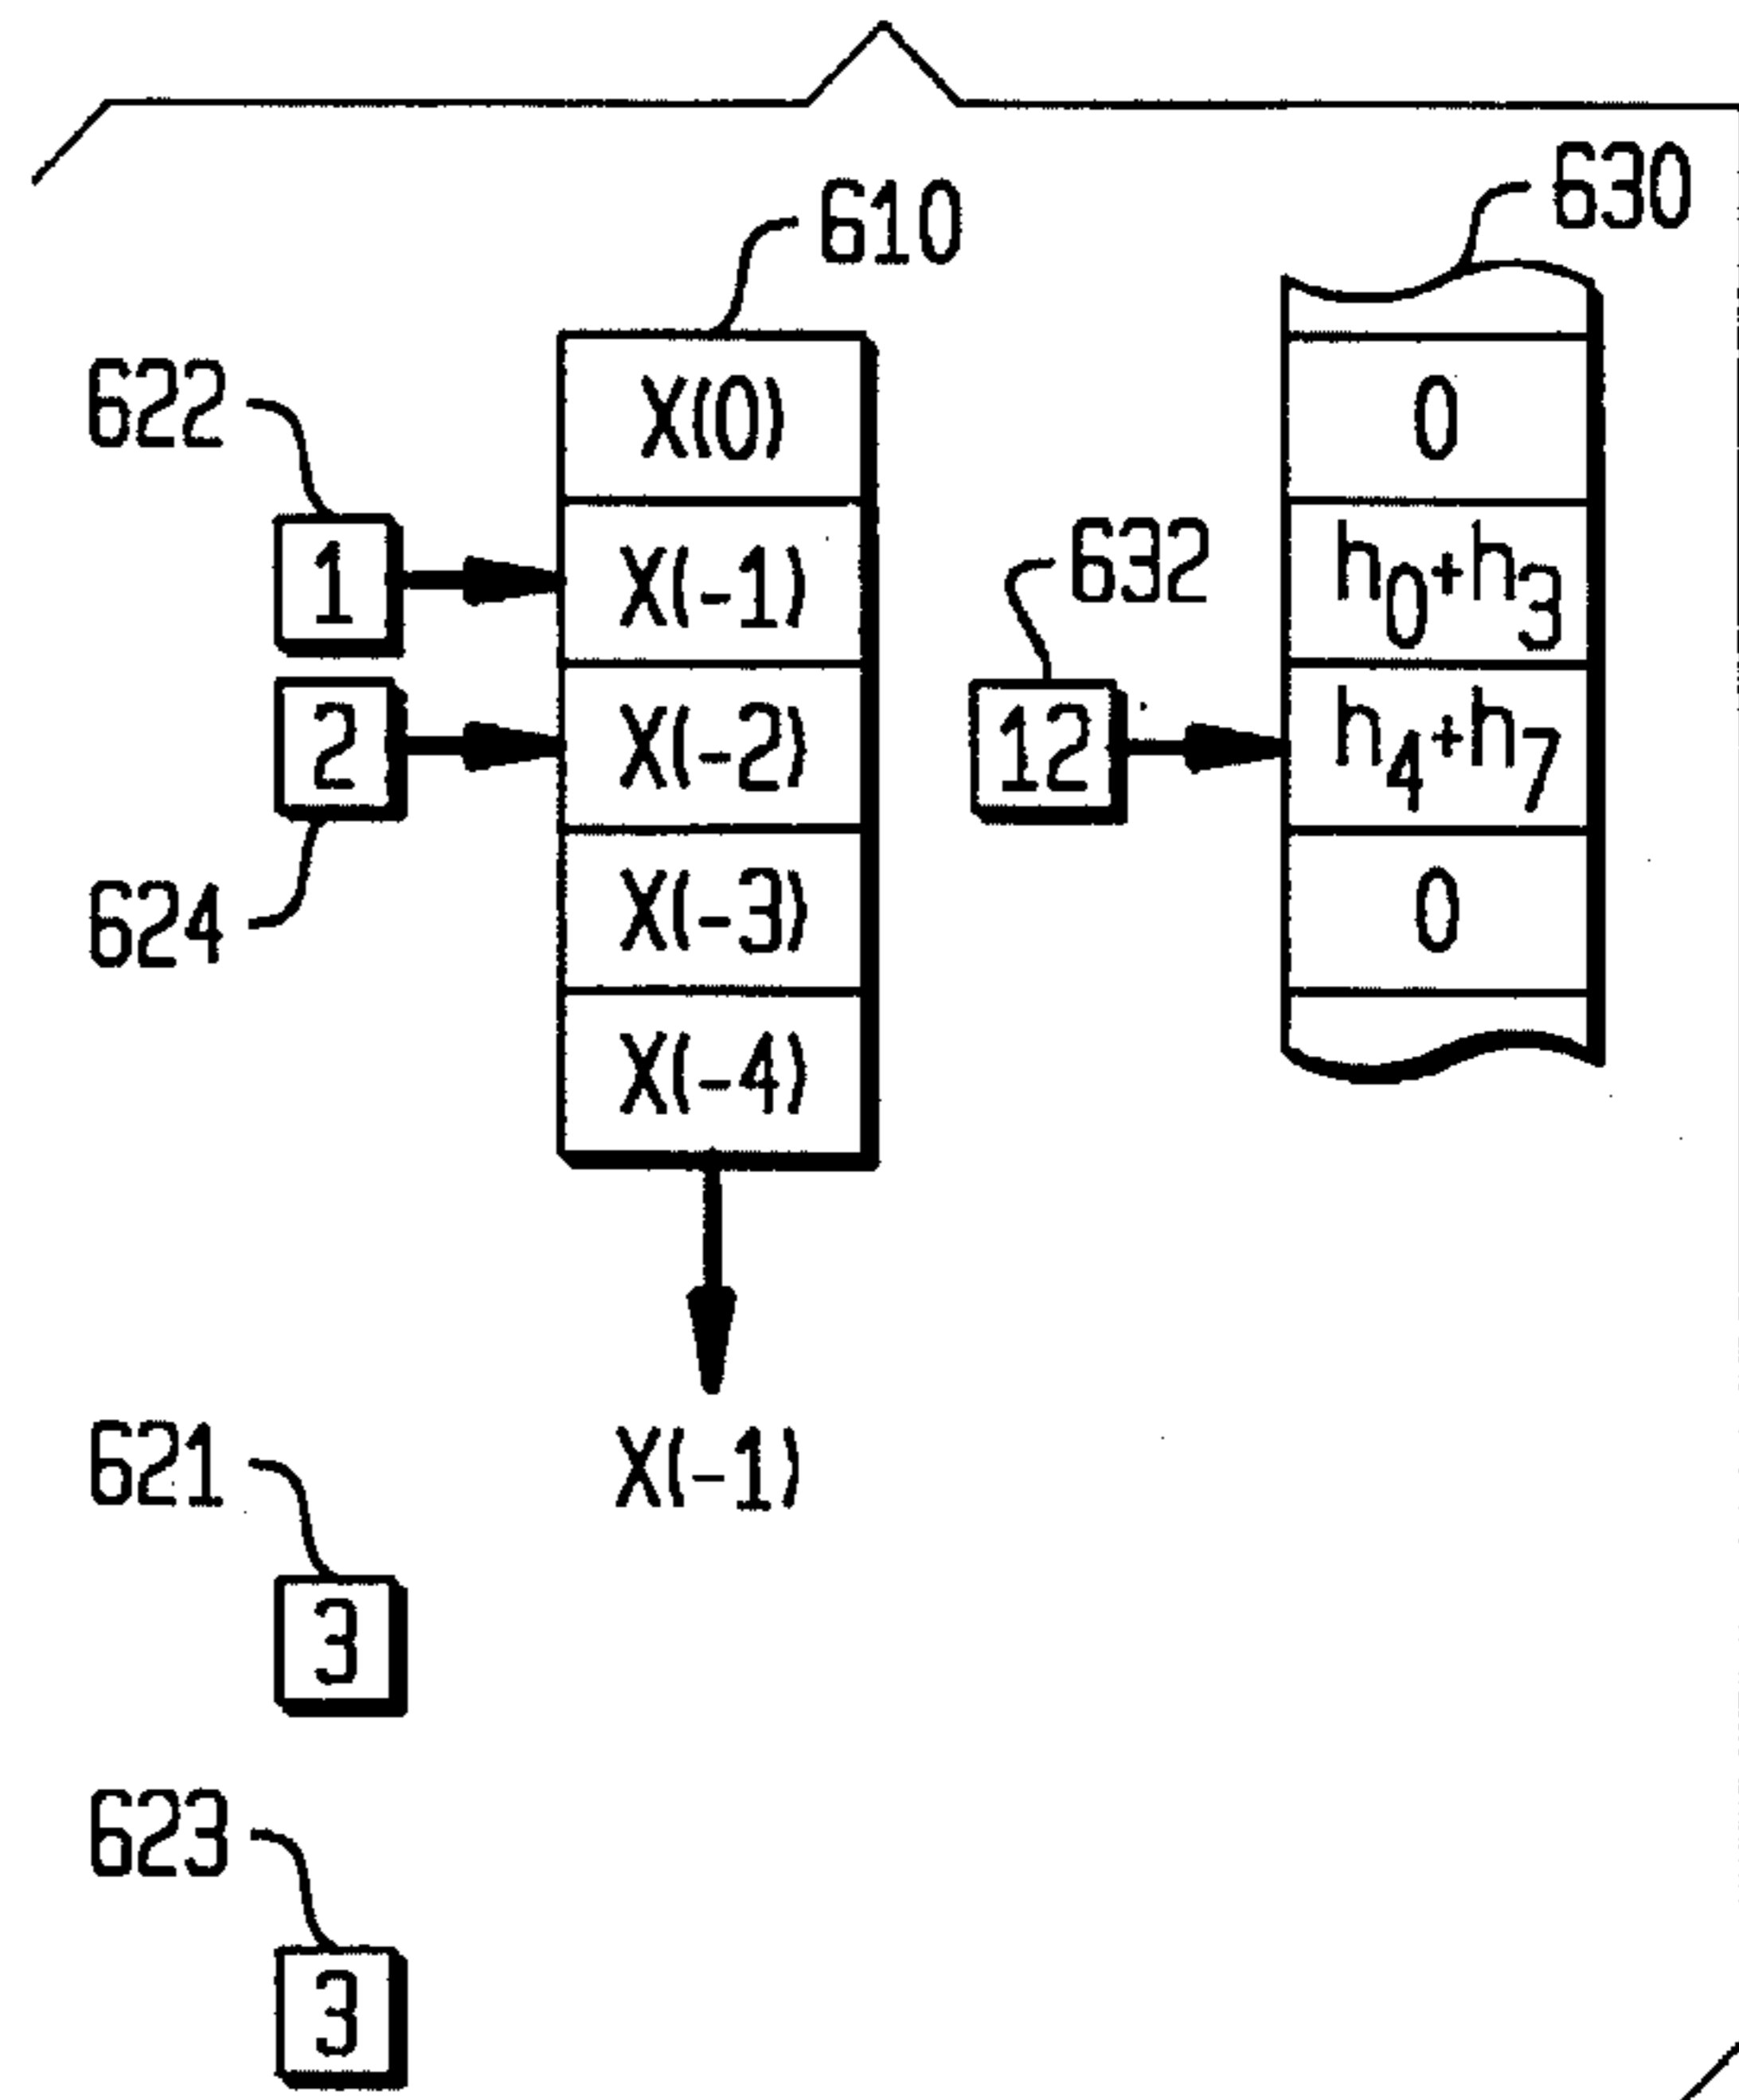 610
630
622
X(0)
0
1
X(-1)
632
h0+h3
2
X(-2)
12
h4+h7
624
X(-3)
0
X(-4)
621
X(-1)
3
623
3